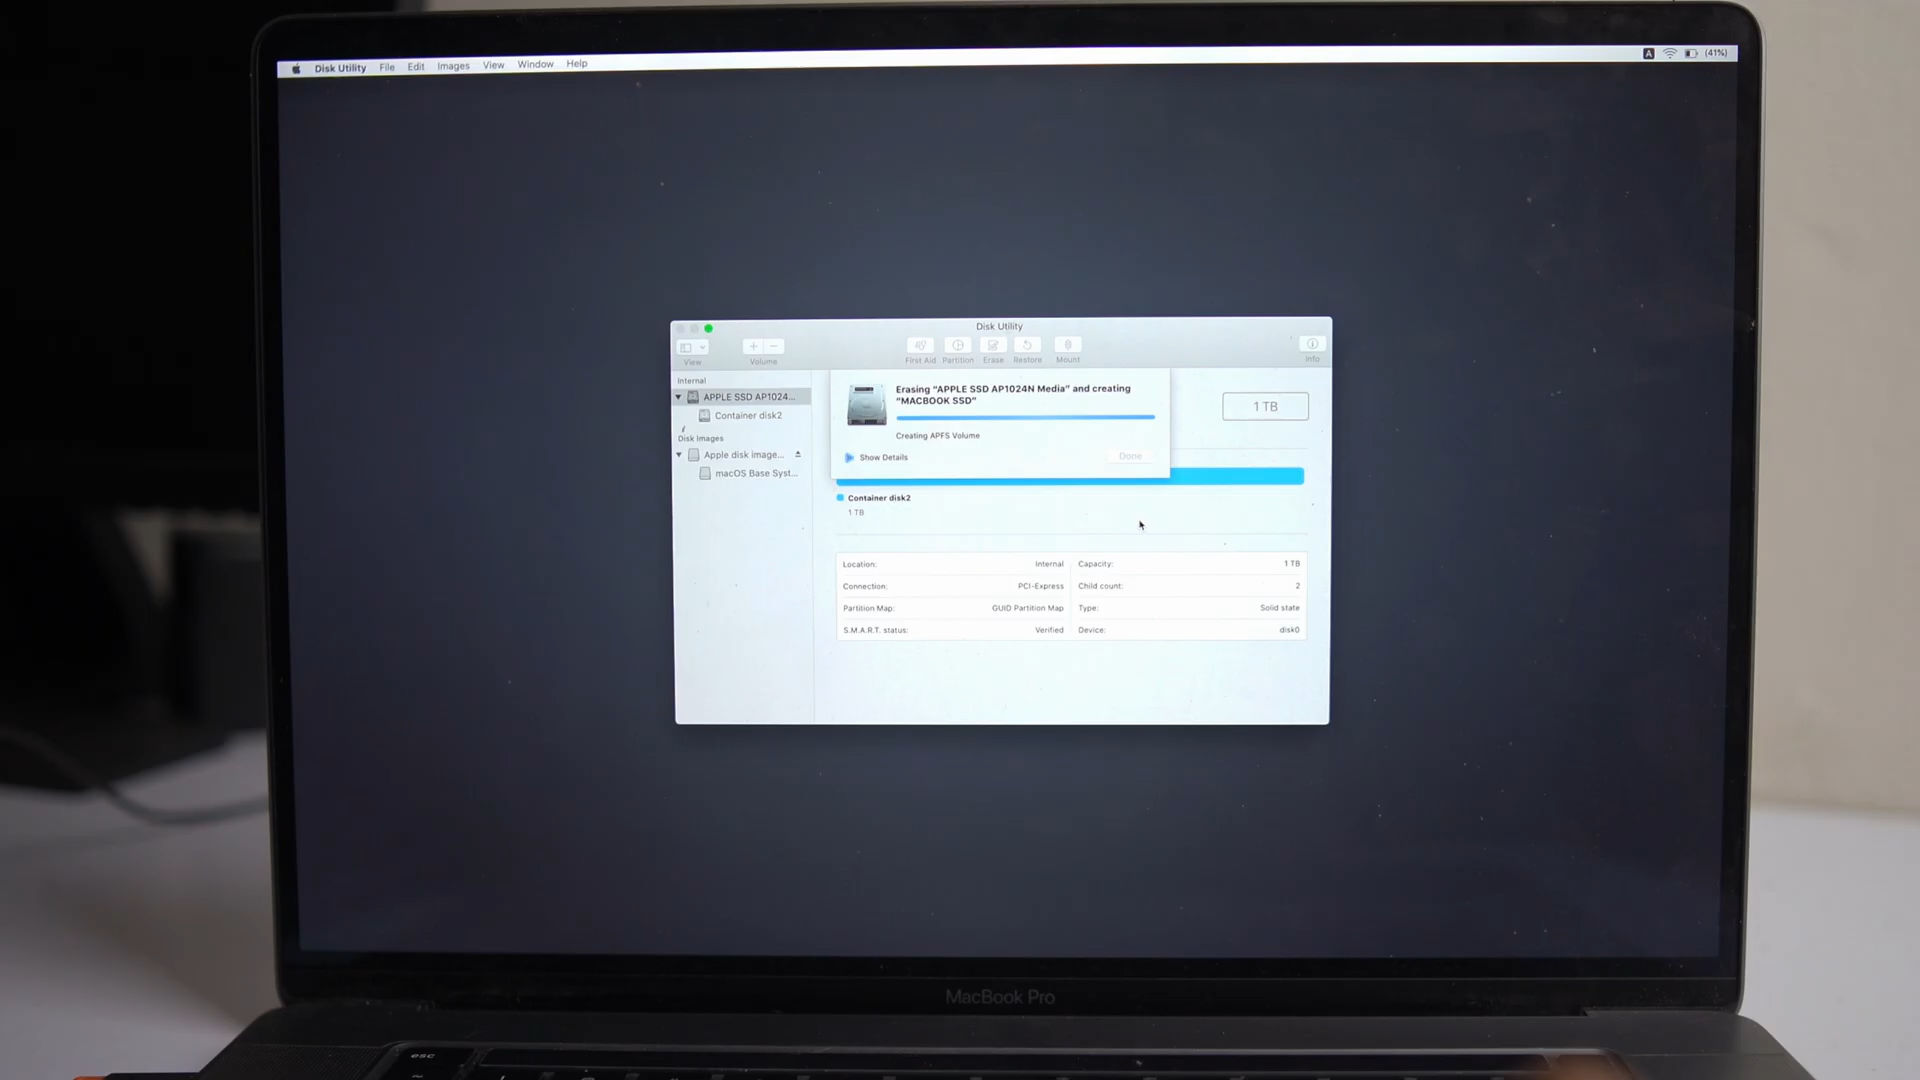 Disk Utility File Edit Images View Window Help
A (41%)
Disk Utility
View Volume First Aid Partition Erase Restore Mount Info
Internal
APPLE SSD AP1024...
Container disk2
Disk Images
Apple disk image...
macOS Base Syst...
Erasing “APPLE SSD AP1024N Media” and creating
“MACBOOK SSD”
Creating APFS Volume
Show Details
Done
1 TB
Container disk2
1 TB
Location: Internal
Capacity: 1 TB
Connection: PCI-Express
Child count: 2
Partition Map: GUID Partition Map
Type: Solid state
S.M.A.R.T. status: Verified
Device: disk0
MacBook Pro
esc